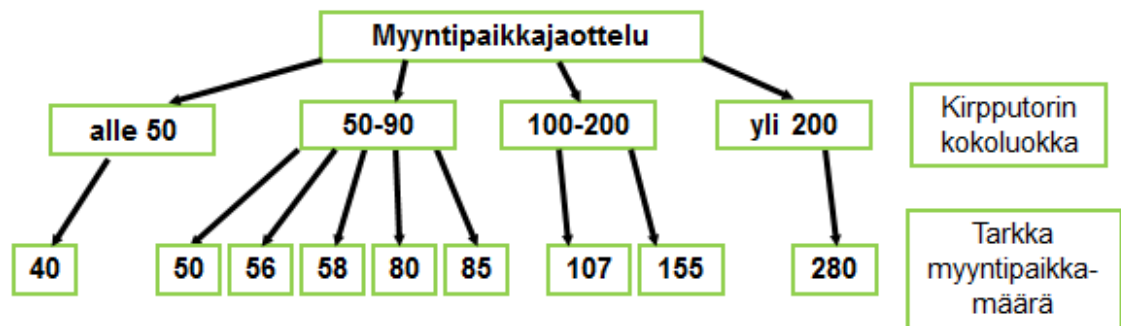 Myyntipaikkajaottelu
alle 50
50-90
100-200
yli 200
Kirpputorin
kokoluokka
40
50
56
58
80
85
107
155
280
Tarkka
myyntipaikka-
määrä